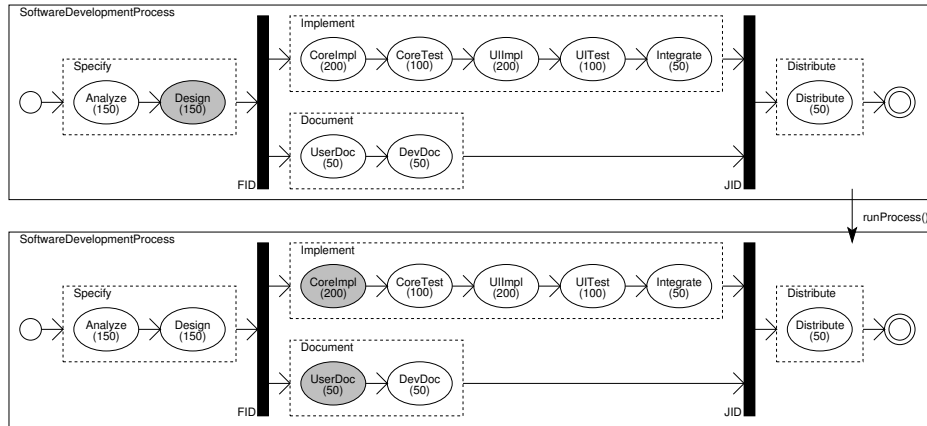 SoftwareDevelopmentProcess
Implement
CoreImpl
(200)
CoreTest
(100)
UIImpl
(200)
UITest
(100)
Integrate
(50)
Specify
Analyze
(150)
Design
(150)
Distribute
Distribute
(50)
Document
UserDoc
(50)
DevDoc
(50)
FID
JID
runProcess()
SoftwareDevelopmentProcess
Implement
CoreImpl
(200)
CoreTest
(100)
UIImpl
(200)
UITest
(100)
Integrate
(50)
Specify
Analyze
(150)
Design
(150)
Distribute
Distribute
(50)
Document
UserDoc
(50)
DevDoc
(50)
FID
JID